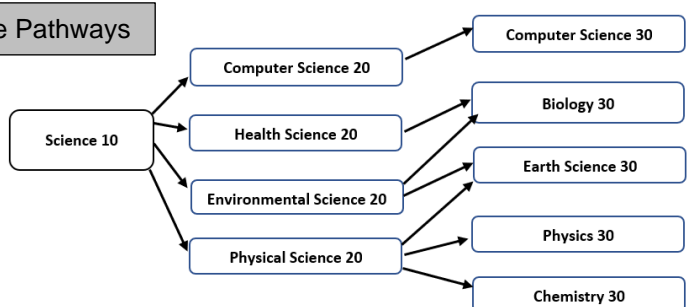 Pathways
Science 10
Computer Science 20
Health Science 20
Environmental Science 20
Physical Science 20
Computer Science 30
Biology 30
Earth Science 30
Physics 30
Chemistry 30